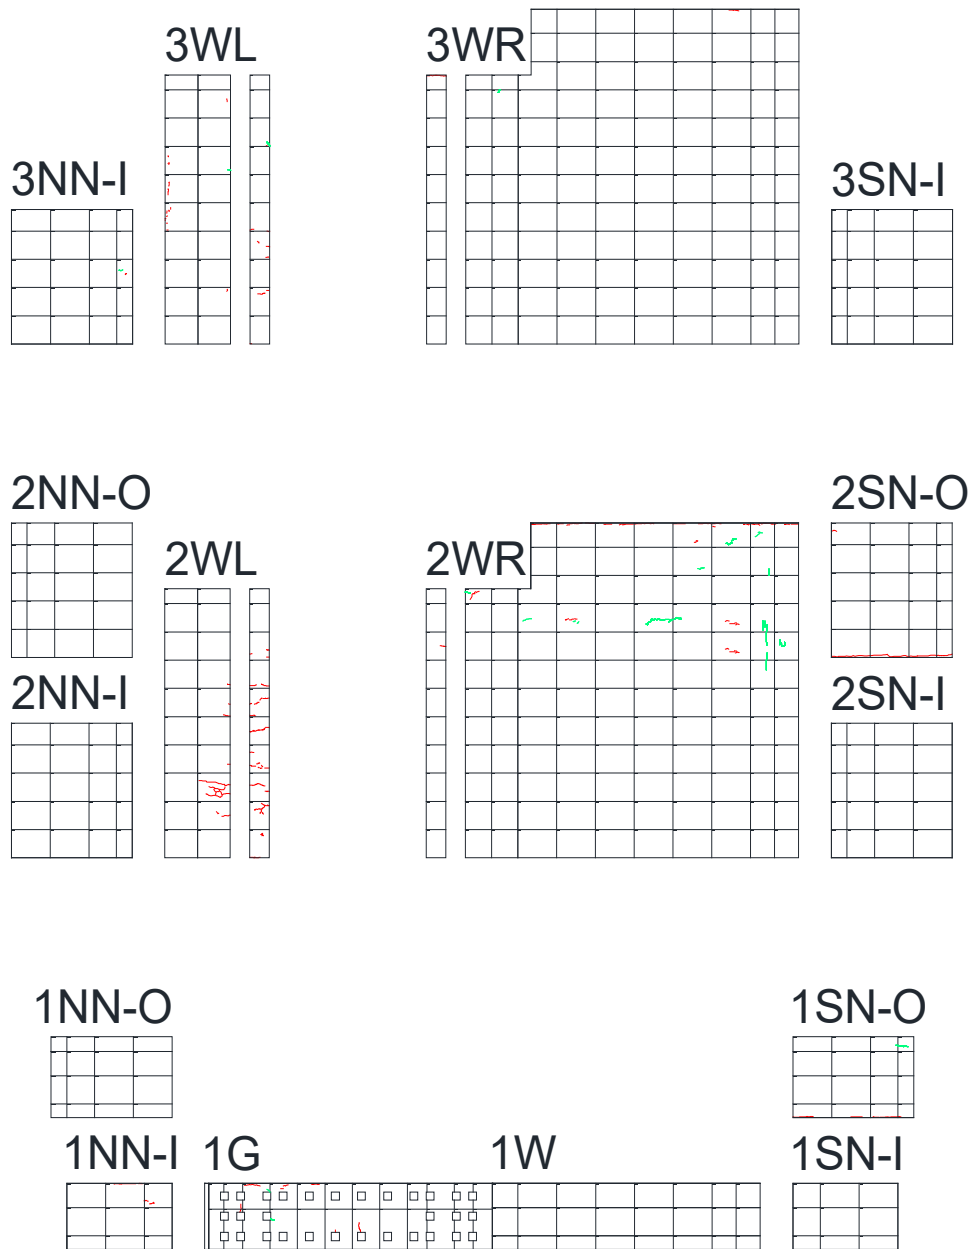 3WL
3WR
3NN-I
3SN-I
2NN-O
2SN-O
2WL
2WR
2NN-I
2SN-I
1NN-O
1SN-O
1NN-I
1G
1W
1SN-I